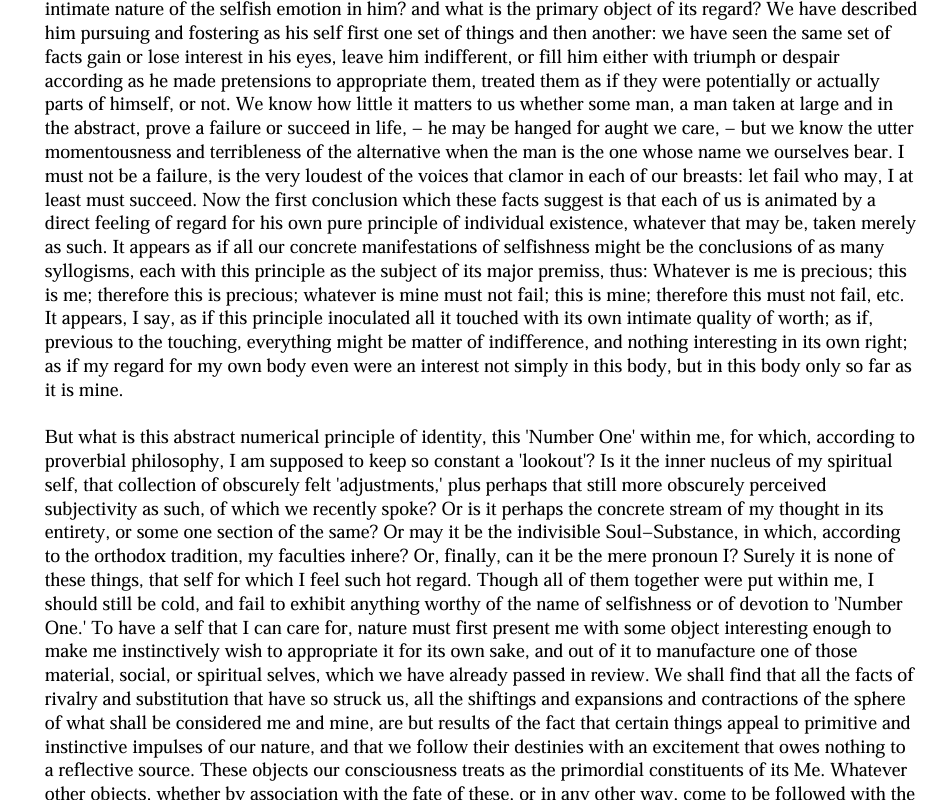 intimate nature of the selfish emotion in him? and what is the primary object of its regard? We have described
him pursuing and fostering as his self first one set of things and then another: we have seen the same set of
facts gain or lose interest in his eyes, leave him indifferent, or fill him either with triumph or despair
according as he made pretensions to appropriate them, treated them as if they were potentially or actually
parts of himself, or not. We know how little it matters to us whether some man, a man taken at large and in
the abstract, prove a failure or succeed in life, – he may be hanged for aught we care, – but we know the utter
momentousness and terribleness of the alternative when the man is the one whose name we ourselves bear. I
must not be a failure, is the very loudest of the voices that clamor in each of our breasts: let fail who may, I at
least must succeed. Now the first conclusion which these facts suggest is that each of us is animated by a
direct feeling of regard for his own pure principle of individual existence, whatever that may be, taken merely
as such. It appears as if all our concrete manifestations of selfishness might be the conclusions of as many
syllogisms, each with this principle as the subject of its major premiss, thus: Whatever is me is precious; this
is me; therefore this is precious; whatever is mine must not fail; this is mine; therefore this must not fail, etc.
It appears, I say, as if this principle inoculated all it touched with its own intimate quality of worth; as if,
previous to the touching, everything might be matter of indifference, and nothing interesting in its own right;
as if my regard for my own body even were an interest not simply in this body, but in this body only so far as
it is mine.
But what is this abstract numerical principle of identity, this 'Number One' within me, for which, according to
proverbial philosophy, I am supposed to keep so constant a 'lookout'? Is it the inner nucleus of my spiritual
self, that collection of obscurely felt 'adjustments,' plus perhaps that still more obscurely perceived
subjectivity as such, of which we recently spoke? Or is it perhaps the concrete stream of my thought in its
entirety, or some one section of the same? Or may it be the indivisible Soul−Substance, in which, according
to the orthodox tradition, my faculties inhere? Or, finally, can it be the mere pronoun I? Surely it is none of
these things, that self for which I feel such hot regard. Though all of them together were put within me, I
should still be cold, and fail to exhibit anything worthy of the name of selfishness or of devotion to 'Number
One.' To have a self that I can care for, nature must first present me with some object interesting enough to
make me instinctively wish to appropriate it for its own sake, and out of it to manufacture one of those
material, social, or spiritual selves, which we have already passed in review. We shall find that all the facts of
rivalry and substitution that have so struck us, all the shiftings and expansions and contractions of the sphere
of what shall be considered me and mine, are but results of the fact that certain things appeal to primitive and
instinctive impulses of our nature, and that we follow their destinies with an excitement that owes nothing to
a reflective source. These objects our consciousness treats as the primordial constituents of its Me. Whatever
other objects, whether by association with the fate of these, or in any other way, come to be followed with the